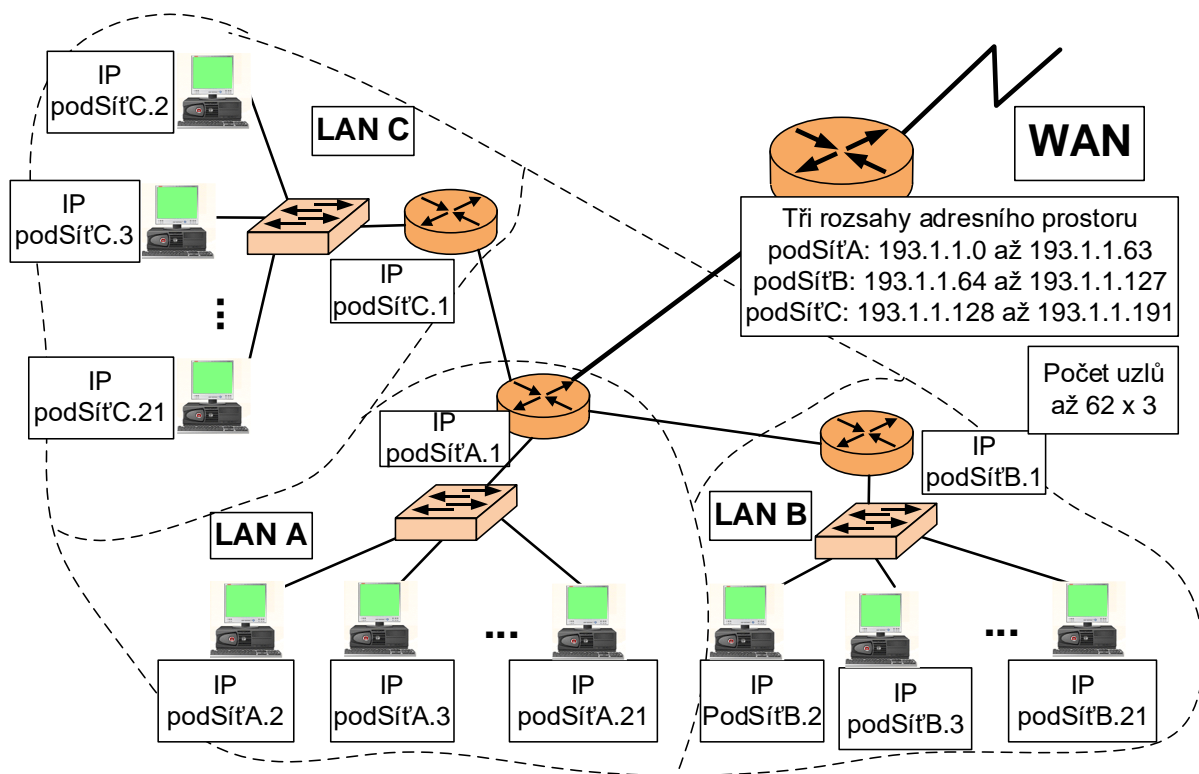 IP
podSíťC.2
LAN C
WAN
IP
podSíťC.3
Tři rozsahy adresního prostoru
podSíťA: 193.1.1.0 až 193.1.1.63
podSíťB: 193.1.1.64 až 193.1.1.127
podSíťC: 193.1.1.128 až 193.1.1.191
IP
podSíťC.1
...
IP
podSíťC.21
Počet uzlů
až 62 x 3
IP
podSíťA.1
IP
podSíťB.1
LAN A
LAN B
...
...
IP
podSíťA.2
IP
podSíťA.3
IP
podSíťA.21
IP
PodSíťB.2
IP
podSíťB.3
IP
podSíťB.21